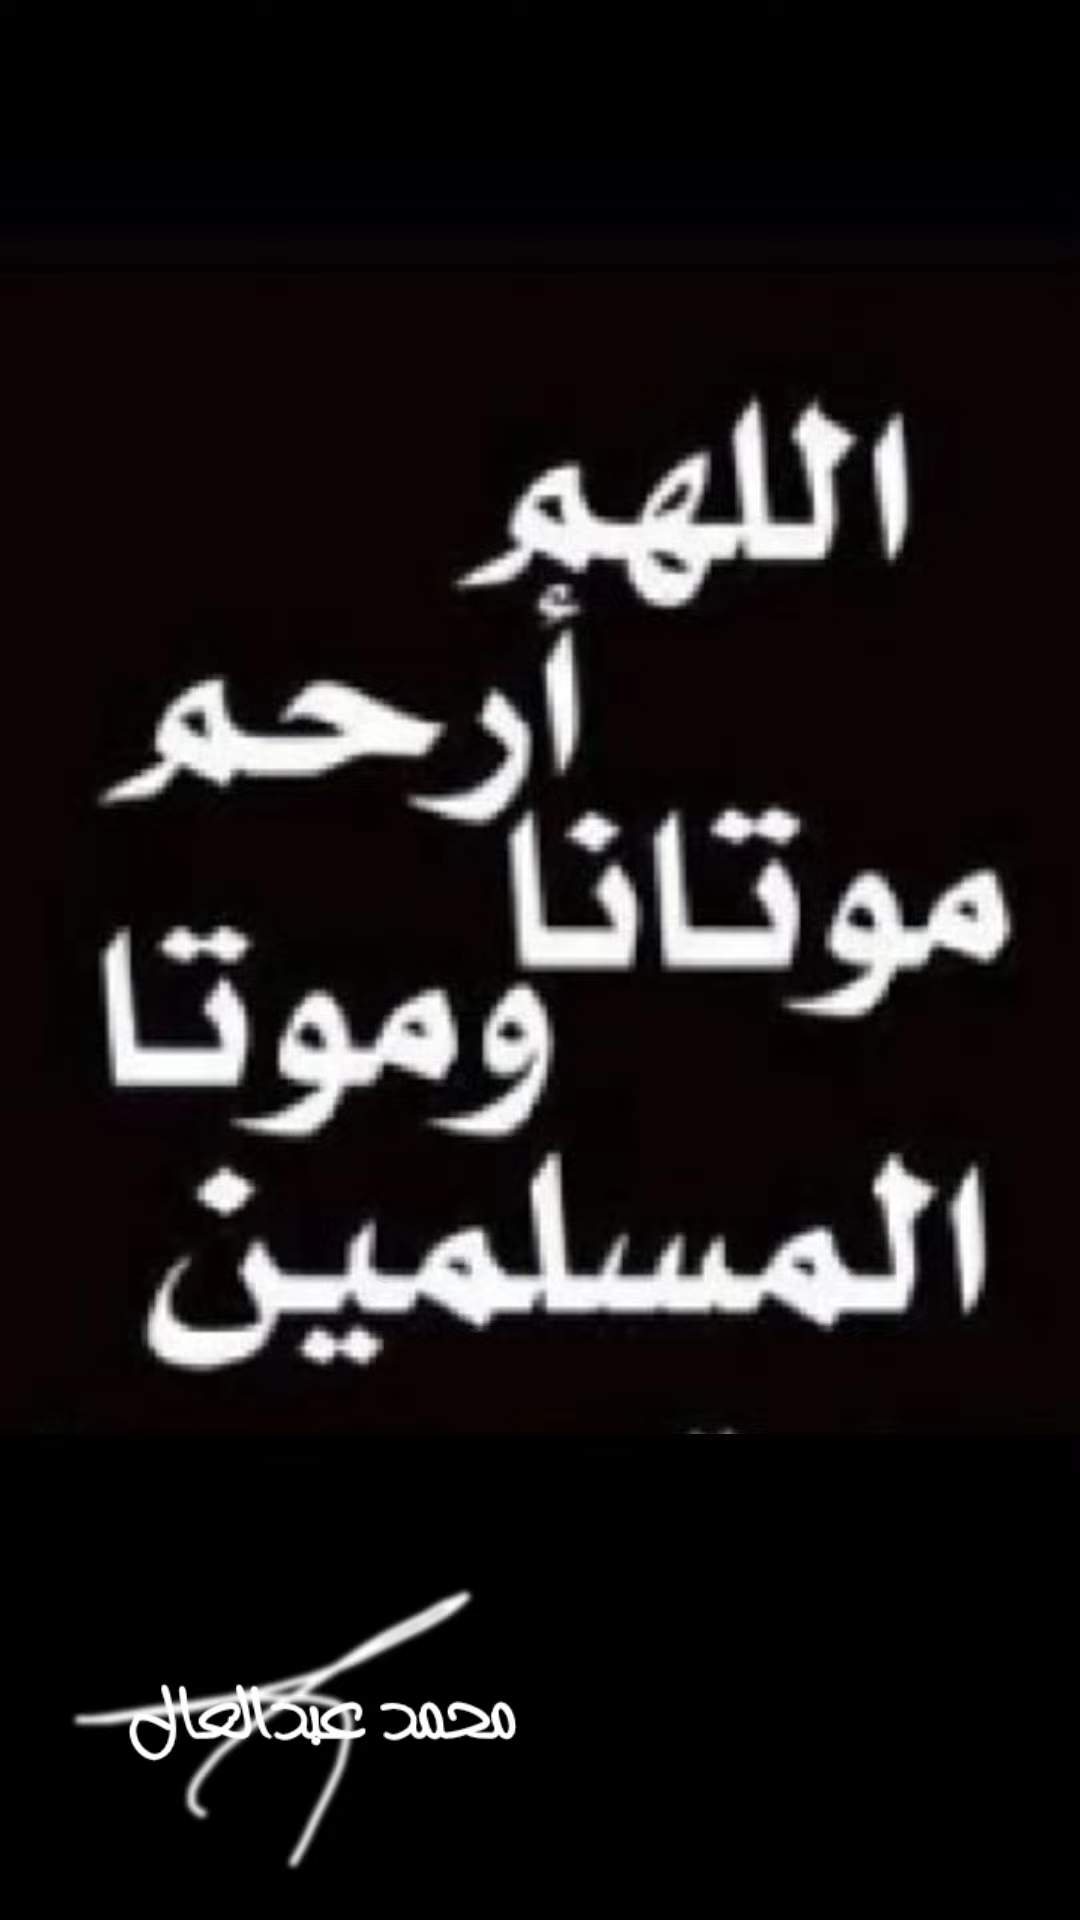 اللهم
أرحم
موتانا
وموتا
المسلمين
محمد عبدالعال